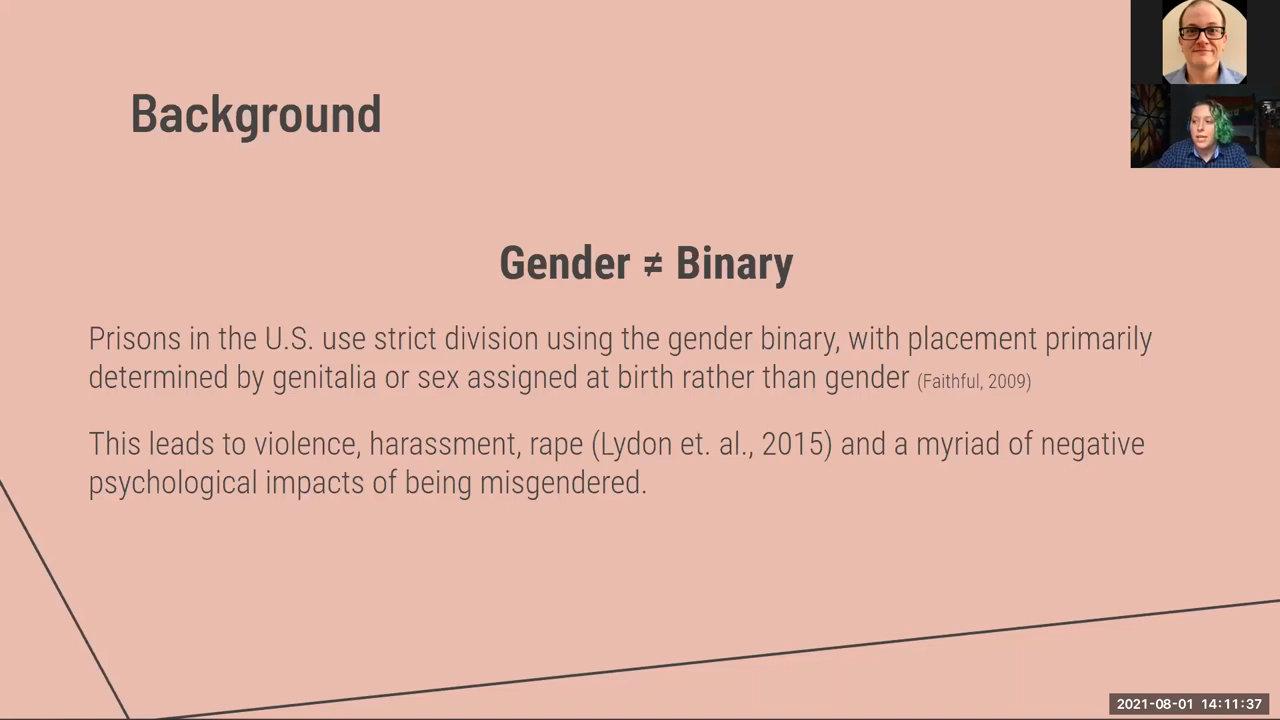 Background
Gender ≠ Binary
Prisons in the U.S. use strict division using the gender binary, with placement primarily
determined by genitalia or sex assigned at birth rather than gender (Faithful, 2009)
This leads to violence, harassment, rape (Lydon et. al., 2015) and a myriad of negative
psychological impacts of being misgendered.
2021-08-01 14:11:37